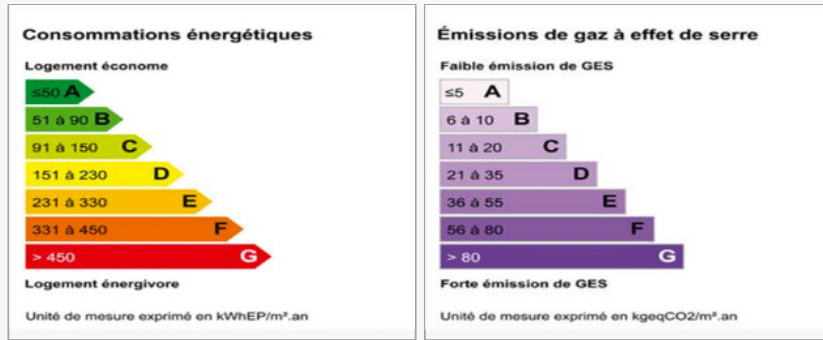 Consommations énergétiques
Logement économe
≤50 A
51 à 90 B
91 à 150 C
151 à 230 D
231 à 330 E
331 à 450 F
> 450 G
Logement énergivore
Unité de mesure exprimé en kWhEP/m².an
Émissions de gaz à effet de serre
Faible émission de GES
≤5 A
6 à 10 B
11 à 20 C
21 à 35 D
36 à 55 E
56 à 80 F
> 80 G
Forte émission de GES
Unité de mesure exprimé en kgeqCO2/m².an